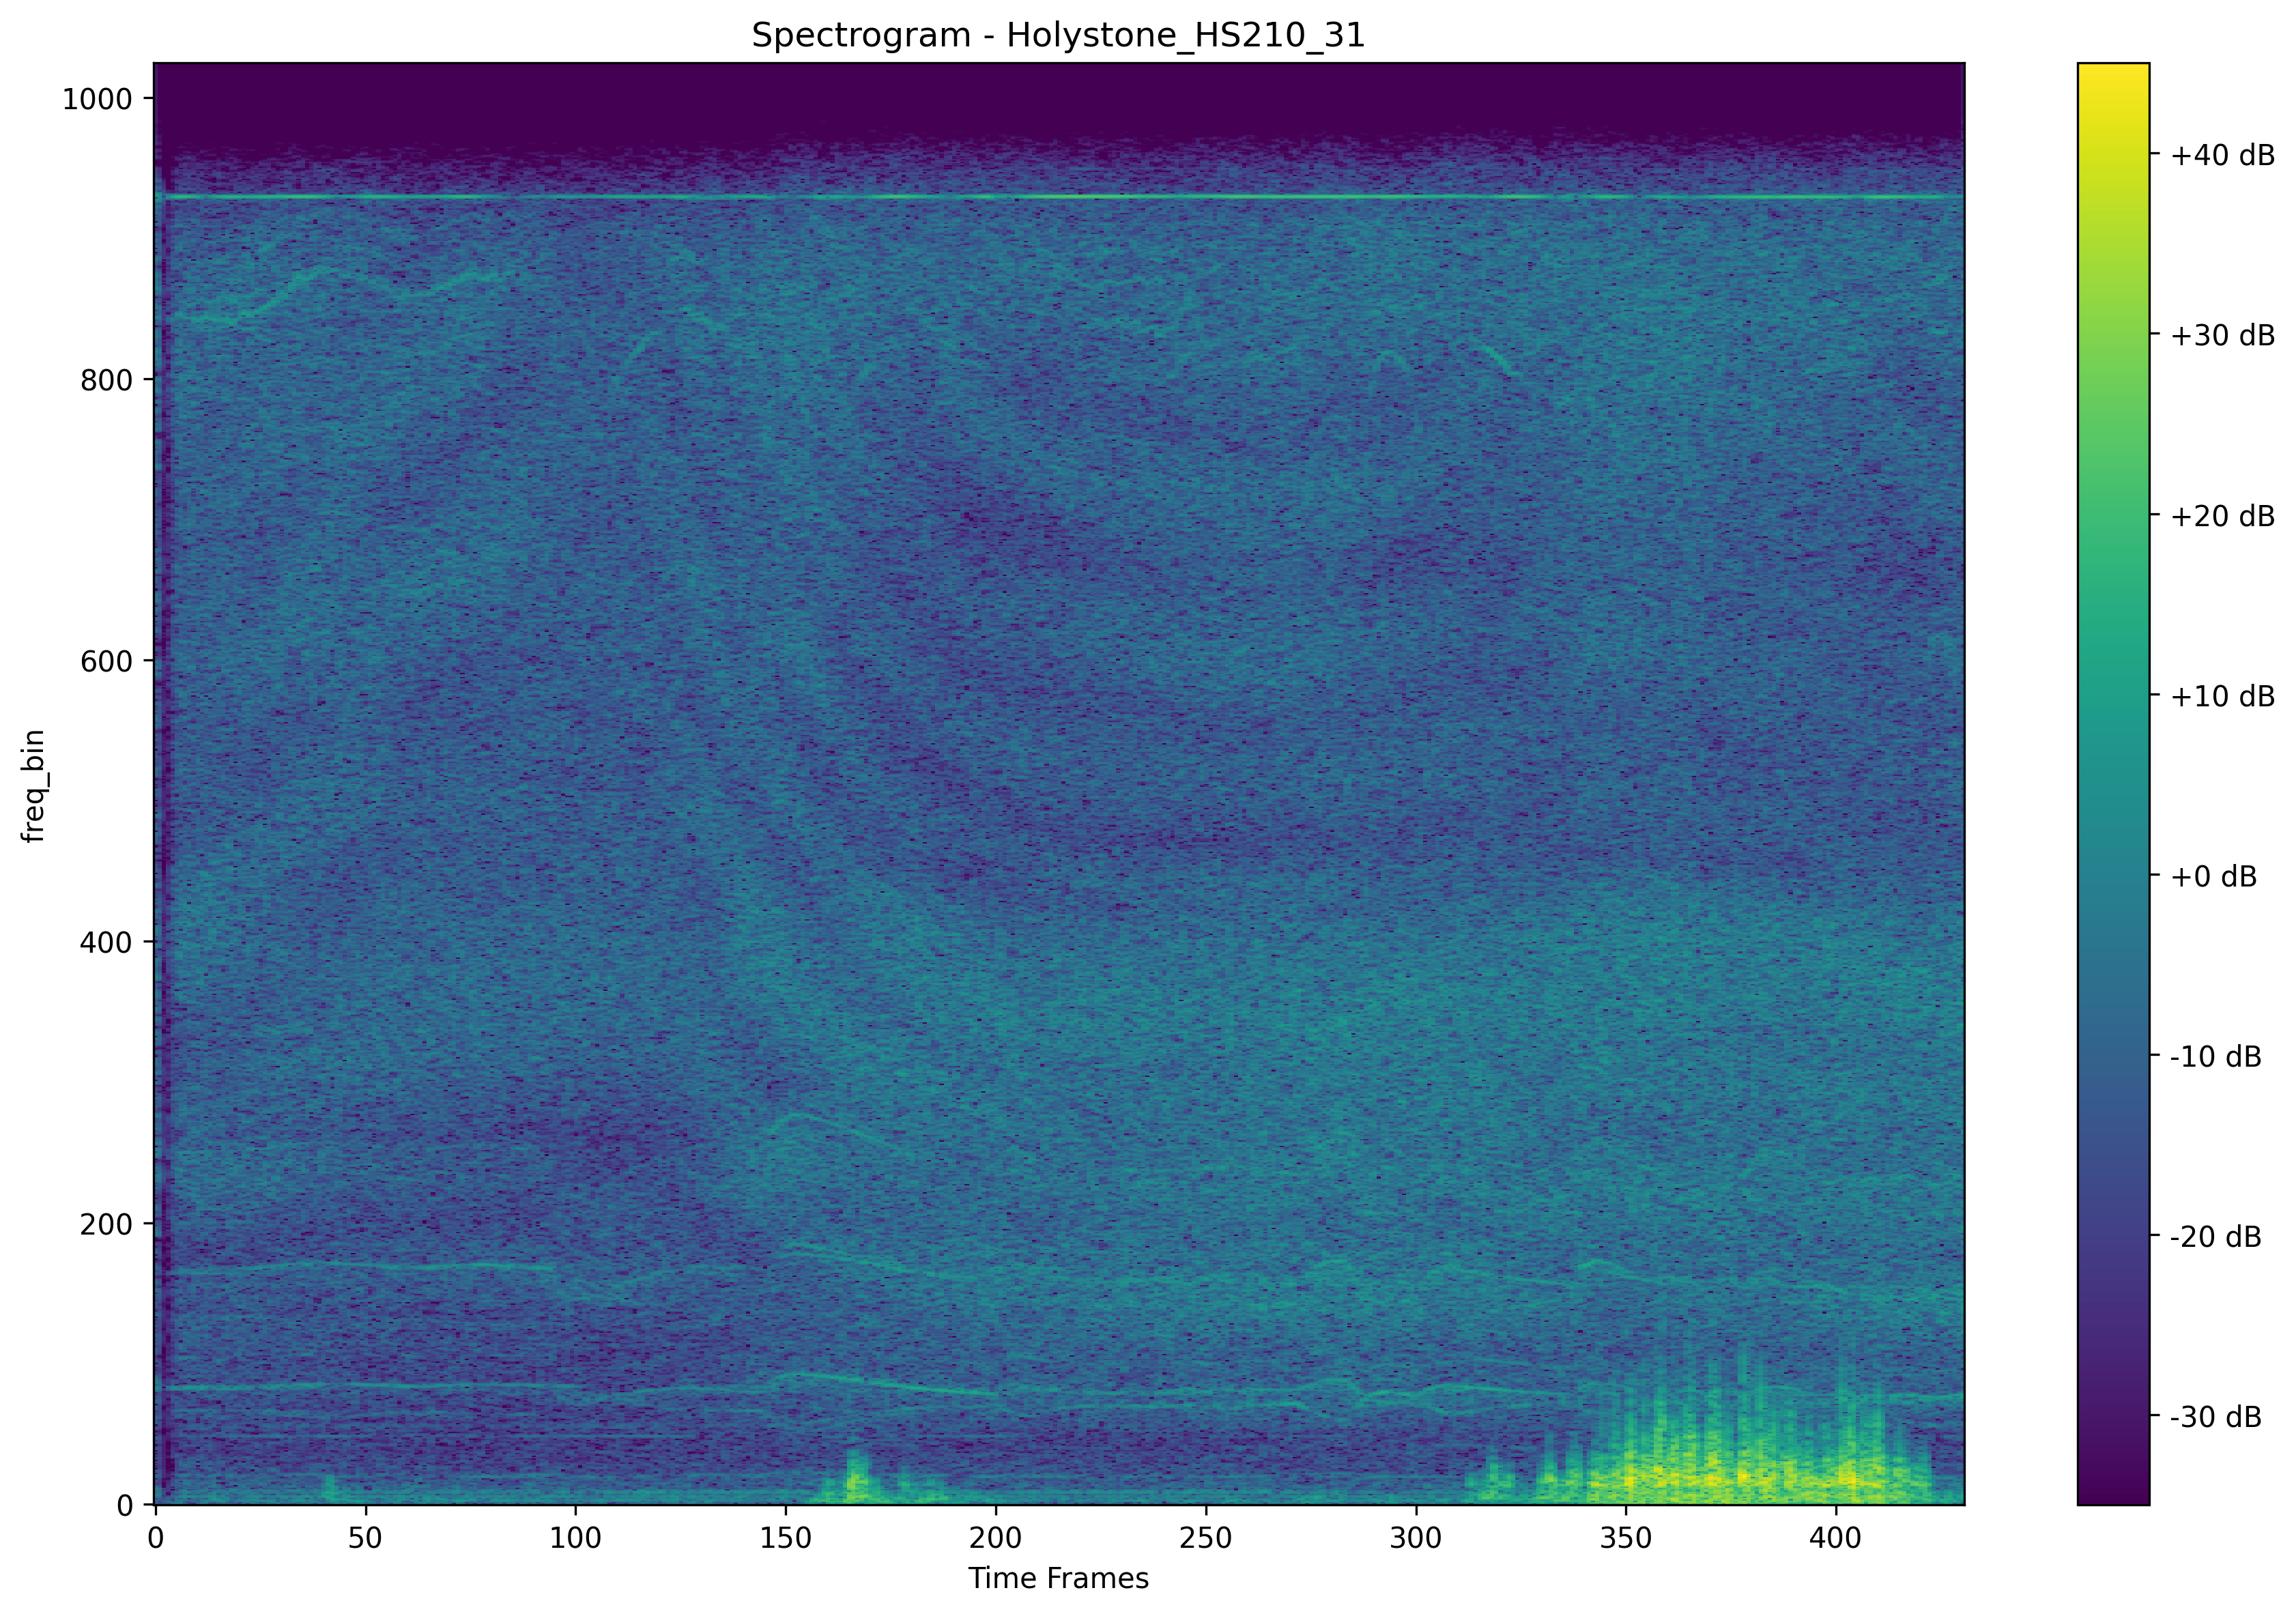 Spectrogram - Holystone_HS210_31
freq_bin
1000
800
600
400
200
0
0 50 100 150 200 250 300 350 400
Time Frames
+40 dB
+30 dB
+20 dB
+10 dB
+0 dB
-10 dB
-20 dB
-30 dB